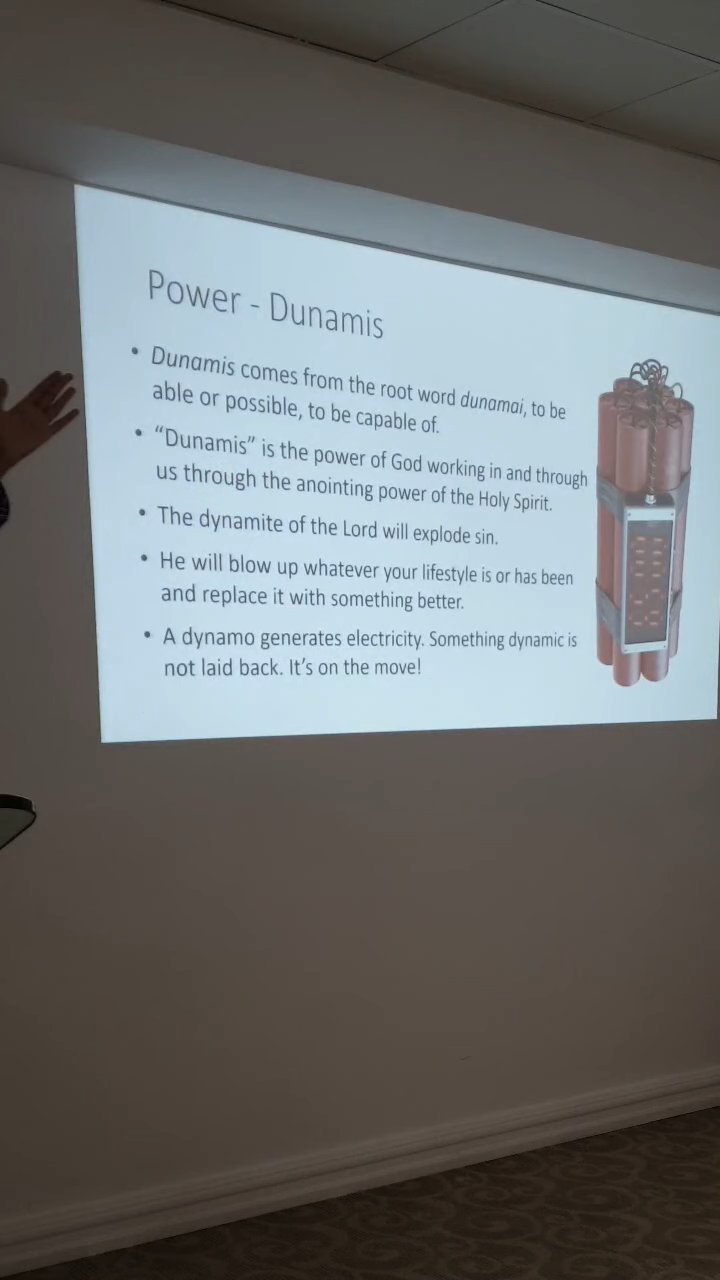 Power - Dunamis
• Dunamis comes from the root word dunamai, to be
able or possible, to be capable of.
• “Dunamis” is the power of God working in and through
us through the anointing power of the Holy Spirit.
• The dynamite of the Lord will explode sin.
• He will blow up whatever your lifestyle is or has been
and replace it with something better.
• A dynamo generates electricity. Something dynamic is
not laid back. It’s on the move!